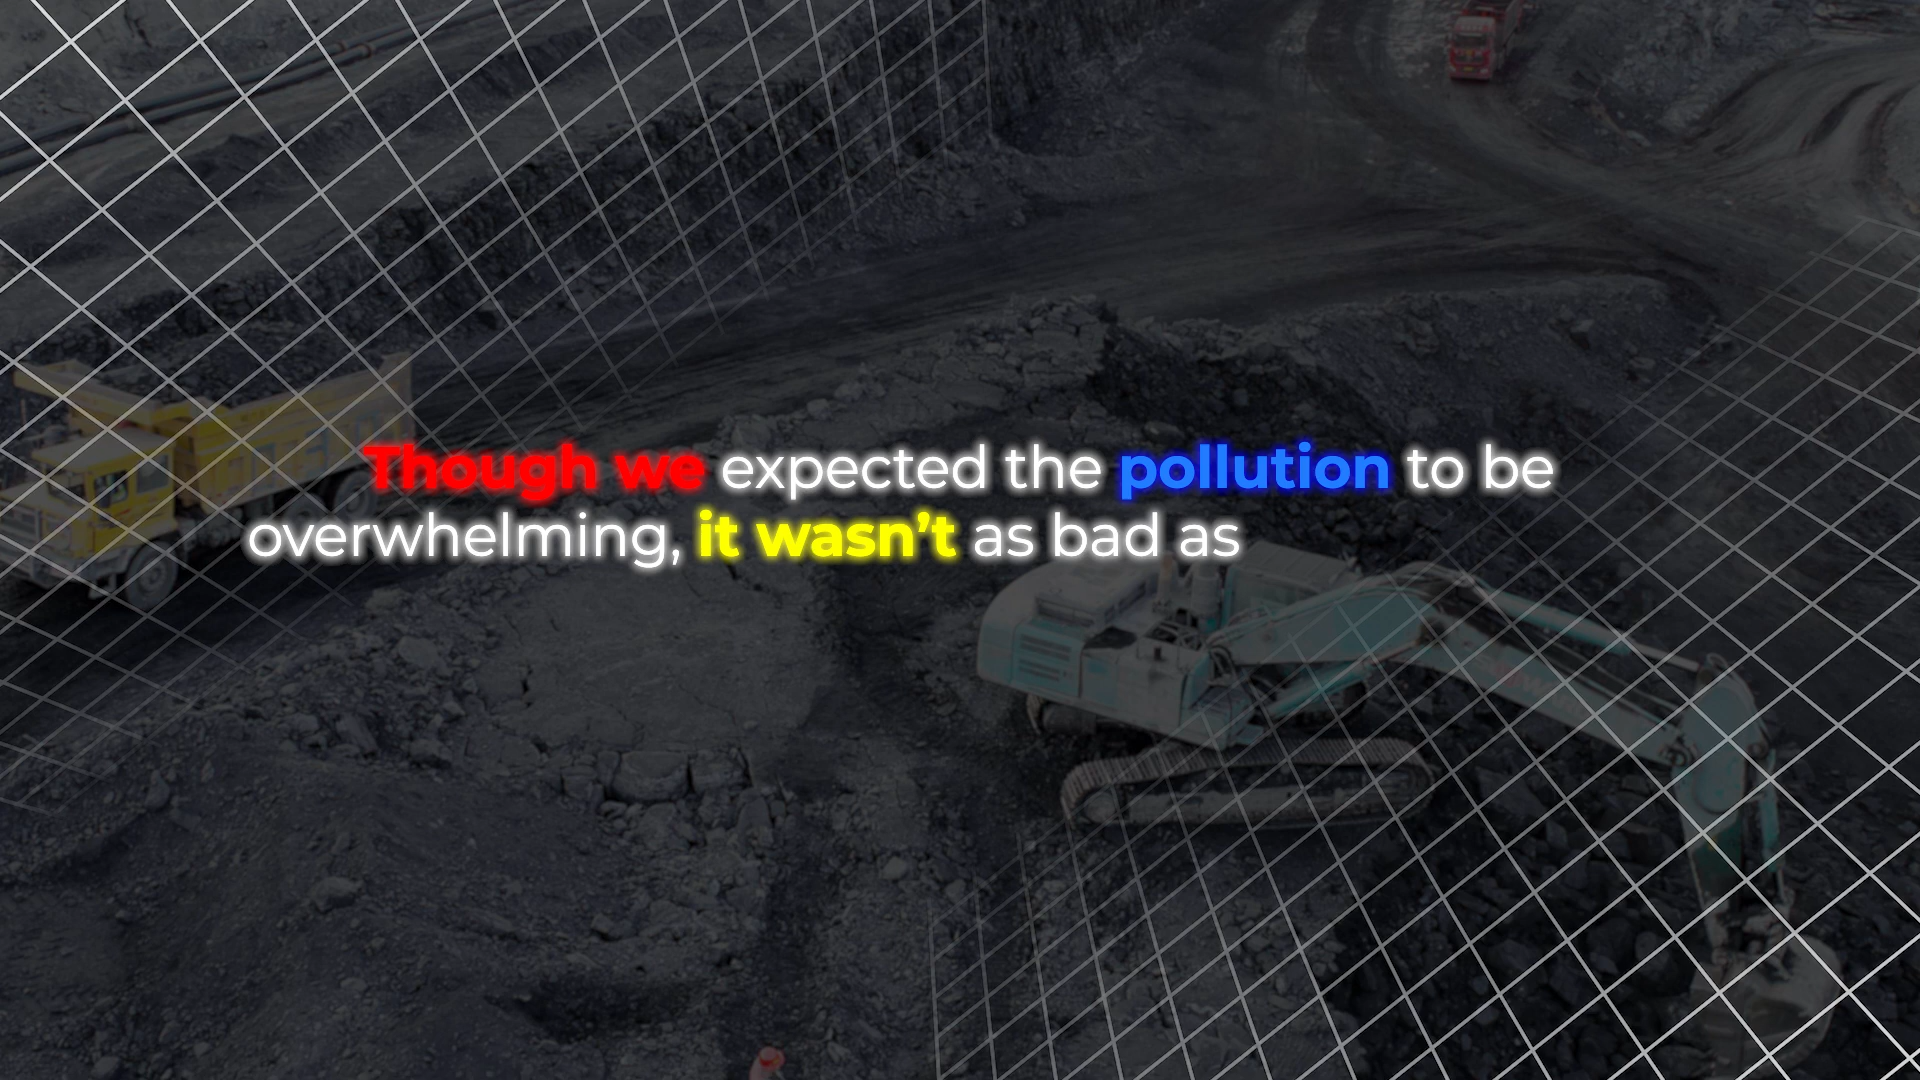 Though we expected the pollution to be
overwhelming, it wasn’t as bad as